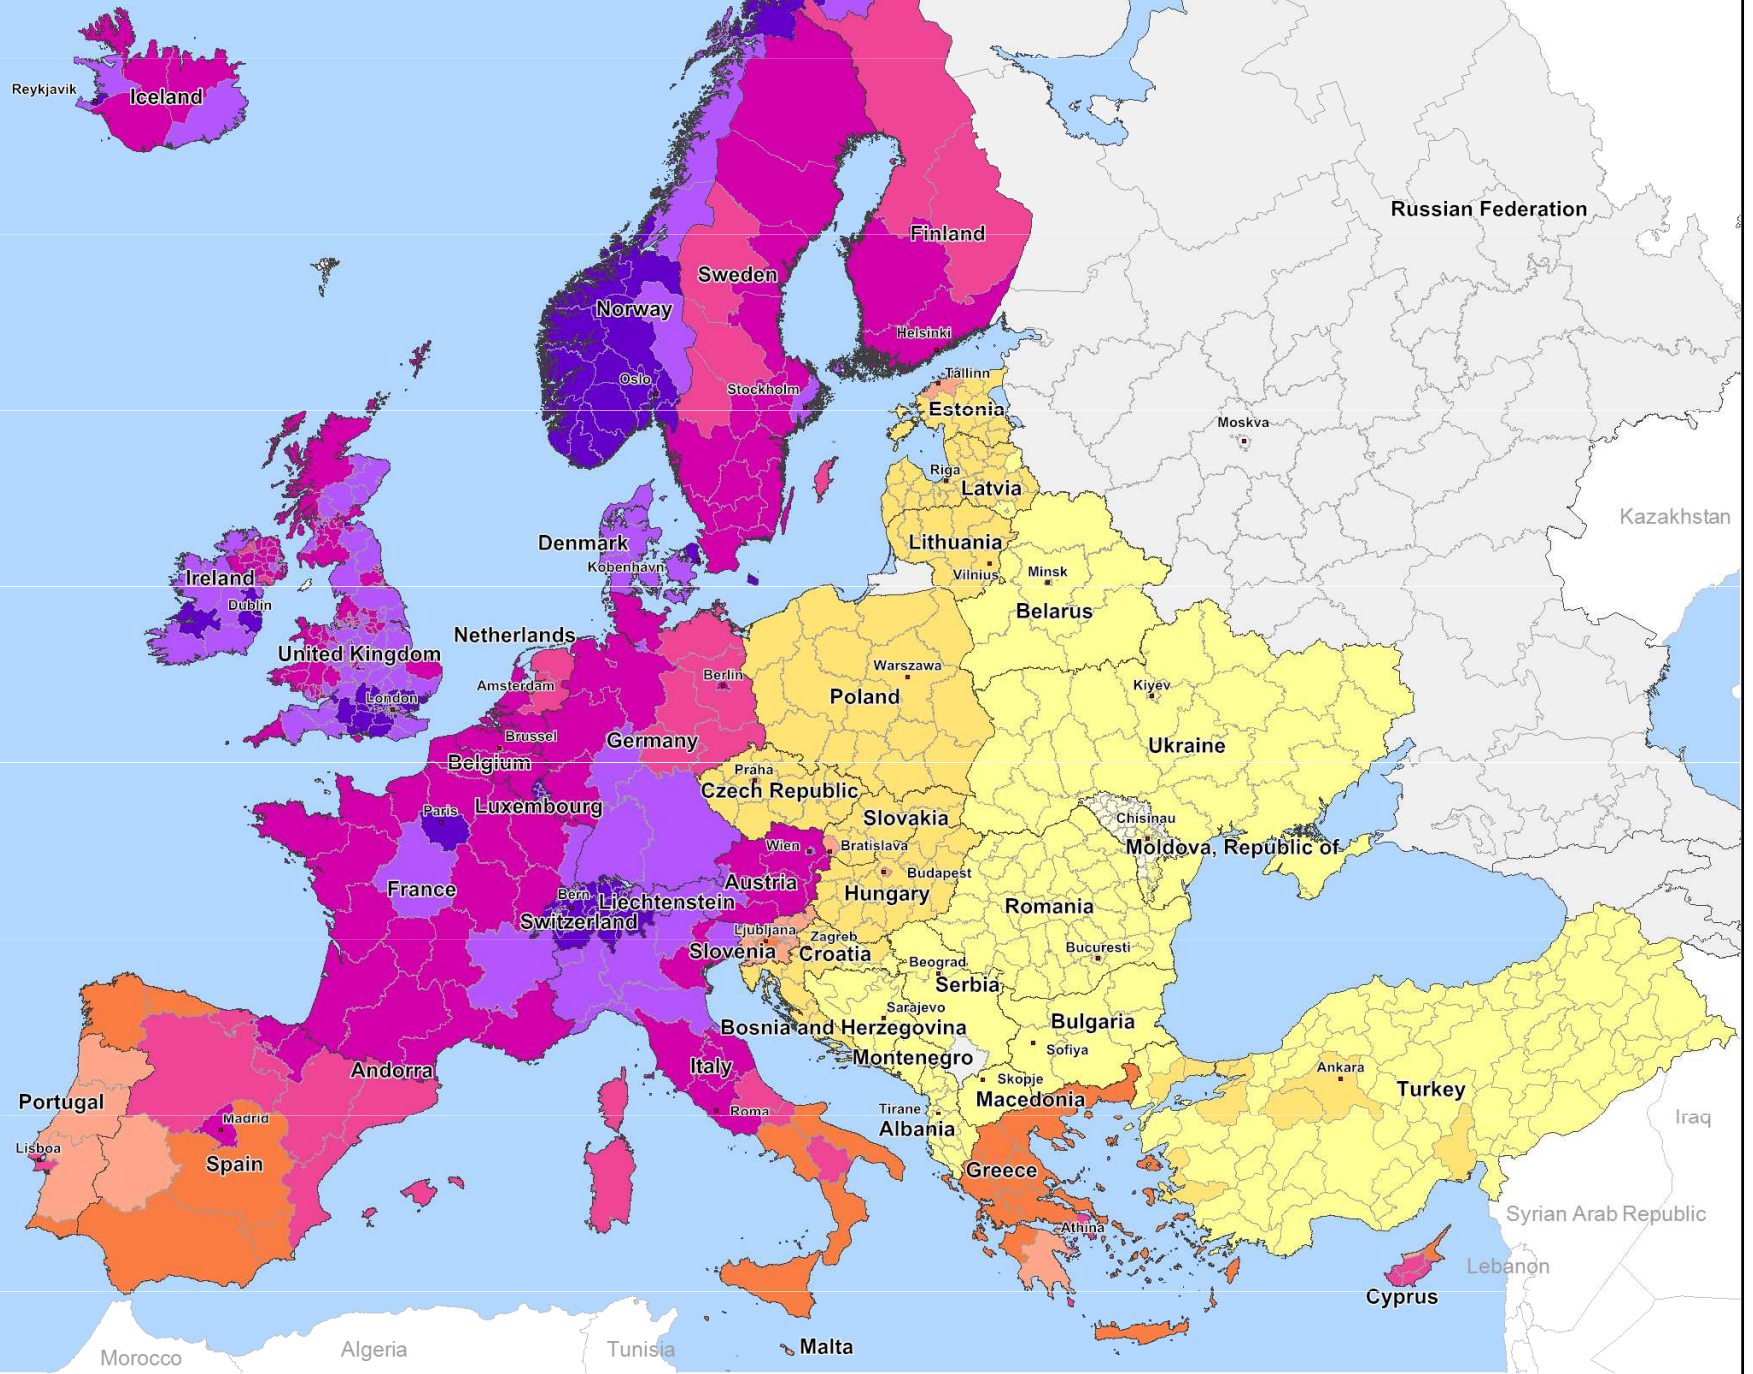 Reykjavik
Iceland
Russian Federation
Finland
Sweden
Norway
Helsinki
Tallinn
Oslo
Stockholm
Estonia
Moskva
Riga
Latvia
Kazakhstan
Denmark
Lithuania
Kobenhavn
Vilnius
Minsk
Ireland
Dublin
Belarus
Netherlands
United Kingdom
Warszawa
Berlin
Amsterdam
Kiyev
London
Poland
Brussel
Germany
Ukraine
Belgium
Praha
Czech Republic
Luxembourg
Paris
Slovakia
Chisinau
Wien
Bratislava
Moldova, Republic of
Budapest
France
Austria
Hungary
Bern
Liechtenstein
Switzerland
Romania
Ljubljana
Zagreb
Slovenia
Croatia
Bucuresti
Beograd
Serbia
Sarajevo
Bosnia and Herzegovina
Bulgaria
Sofiya
Montenegro
Andorra
Italy
Skopje
Ankara
Turkey
Portugal
Macedonia
Madrid
Roma
Tirane
Albania
Iraq
Lisboa
Spain
Greece
Athina
Syrian Arab Republic
Lebanon
Cyprus
Malta
Morocco
Algeria
Tunisia